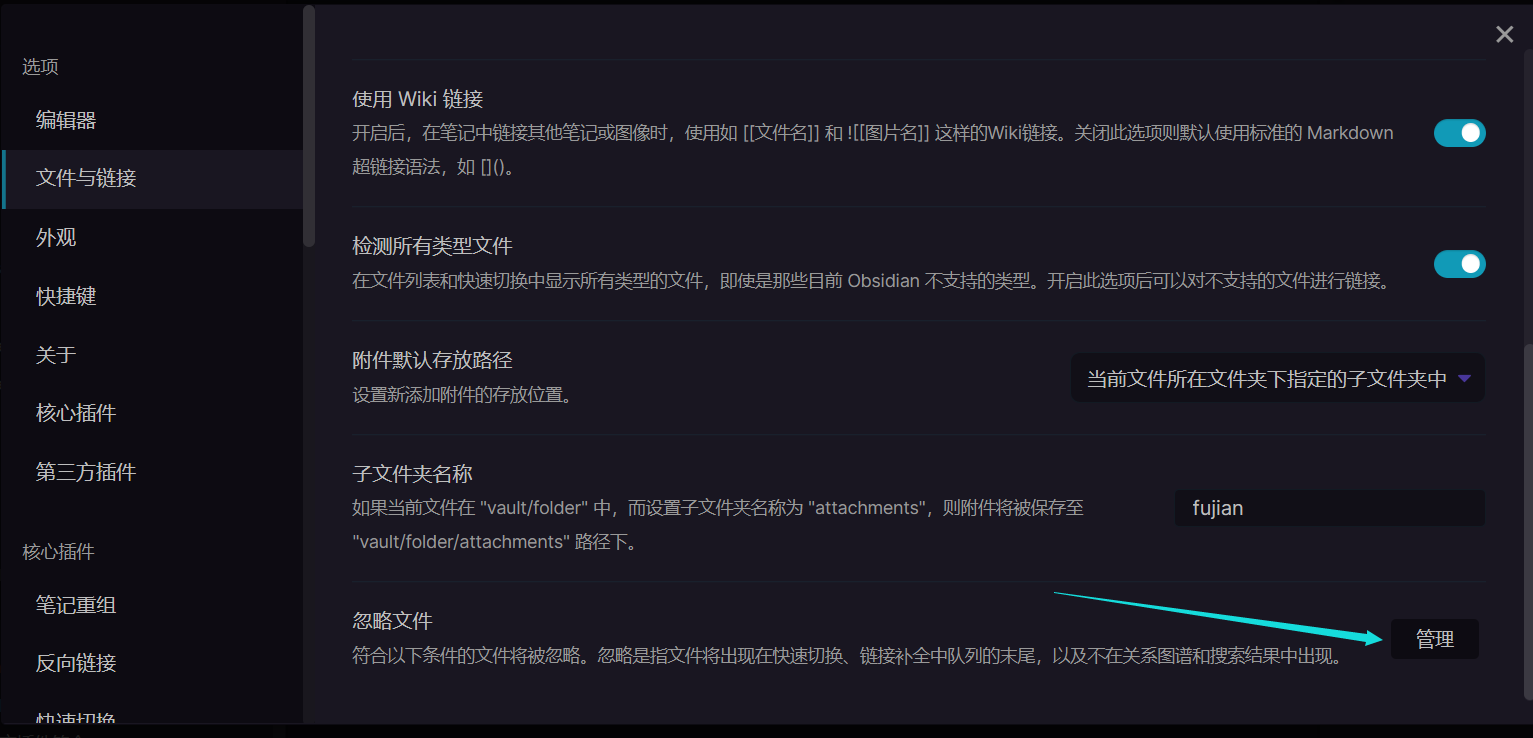 选项
编辑器
文件与链接
外观
快捷键
关于
核心插件
第三方插件
核心插件
笔记重组
反向链接
快速切换
使用 Wiki 链接
开启后，在笔记中链接其他笔记或图像时，使用如 [[文件名]] 和 ![[图片名]] 这样的Wiki链接。关闭此选项则默认使用标准的 Markdown
超链接语法，如 []()。
检测所有类型文件
在文件列表和快速切换中显示所有类型的文件，即使是那些目前 Obsidian 不支持的类型。开启此选项后可以对不支持的文件进行链接。
附件默认存放路径
设置新添加附件的存放位置。
当前文件所在文件夹下指定的子文件夹中
子文件夹名称
如果当前文件在 "vault/folder" 中，而设置子文件夹名称为 "attachments"，则附件将被保存至
"vault/folder/attachments" 路径下。
fujian
忽略文件
符合以下条件的文件将被忽略。忽略是指文件将出现在快速切换、链接补全中队列的末尾，以及不在关系图谱和搜索结果中出现。
管理